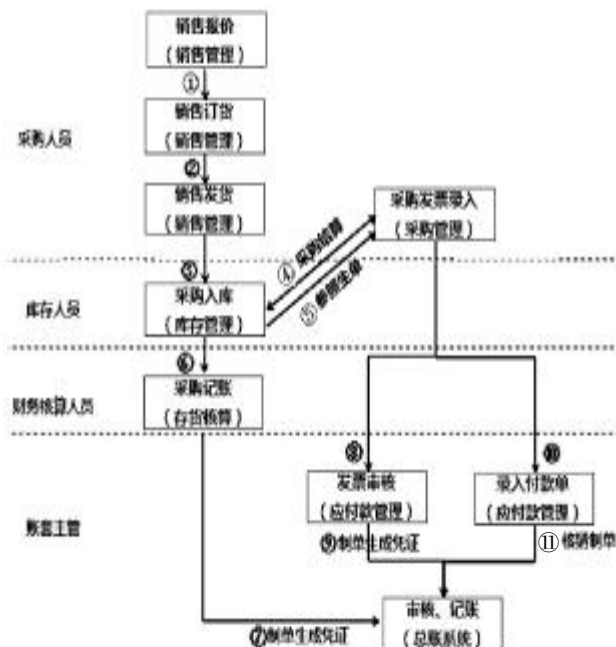 销售报价
（销售管理）
①
采购人员
销售订货
（销售管理）
②
销售发货
（销售管理）
采购发票录入
（采购管理）
③
④采购结算
⑤参照生单
库存人员
采购入库
（库存管理）
⑥
财务核算人员
采购记账
（存货核算）
⑧
⑩
账套主管
发票审核
（应付款管理）
录入付款单
（应付款管理）
⑨制单生成凭证
⑪核销制单
⑦制单生成凭证
审核、记账
（总账系统）